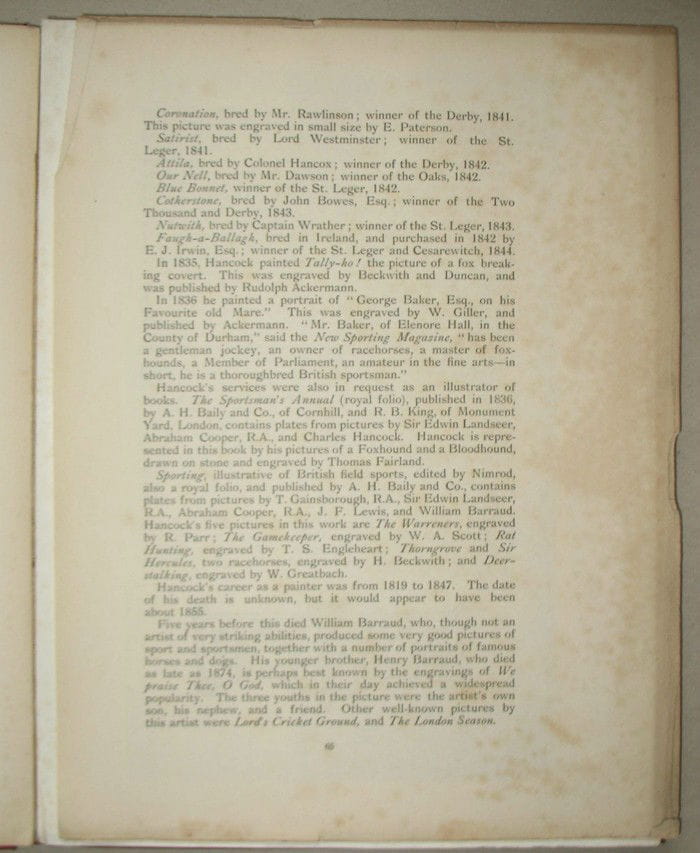 Coronation, bred by Mr. Rawlinson; winner of the Derby, 1841.
This picture was engraved in small size by E. Paterson.
Satirist, bred by Lord Westminster; winner of the St.
Leger, 1841.
Attila, bred by Colonel Hancox; winner of the Derby, 1842.
Our Nell, bred by Mr. Dawson; winner of the Oaks, 1842.
Blue Bonnet, winner of the St. Leger, 1842.
Cotherstone, bred by John Bowes, Esq.; winner of the Two
Thousand and Derby, 1843.
Nutwith, bred by Captain Wrather; winner of the St. Leger, 1843.
Faugh-a-Ballagh, bred in Ireland, and purchased in 1842 by
E. J. Irwin, Esq.; winner of the St. Leger and Cesarewitch, 1844.
In 1835, Hancock painted Tally-ho! the picture of a fox break-
ing covert. This was engraved by Beckwith and Duncan, and
was published by Rudolph Ackermann.
In 1836 he painted a portrait of "George Baker, Esq., on his
Favourite old Mare." This was engraved by W. Giller, and
published by Ackermann. "Mr. Baker, of Elenore Hall, in the
County of Durham," said the New Sporting Magazine, "has been
a gentleman jockey, an owner of racehorses, a master of fox-
hounds, a Member of Parliament, an amateur in the fine arts—in
short, he is a thoroughbred British sportsman."
Hancock's services were also in request as an illustrator of
books. The Sportsman's Annual (royal folio), published in 1836,
by A. H. Baily and Co., of Cornhill, and R. B. King, of Monument
Yard, London, contains plates from pictures by Sir Edwin Landseer,
Abraham Cooper, R.A., and Charles Hancock. Hancock is repre-
sented in this book by his pictures of a Foxhound and a Bloodhound,
drawn on stone and engraved by Thomas Fairland.
Sporting, illustrative of British field sports, edited by Nimrod,
also a royal folio, and published by A. H. Baily and Co., contains
plates from pictures by T. Gainsborough, R.A., Sir Edwin Landseer,
R.A., Abraham Cooper, R.A., J. F. Lewis, and William Barraud.
Hancock's five pictures in this work are The Warreners, engraved
by R. Parr; The Gamekeeper, engraved by W. A. Scott; Rat
Hunting, engraved by T. S. Engleheart; Thorngrove and Sir
Hercules, two racehorses, engraved by H. Beckwith; and Deer-
stalking, engraved by W. Greatbach.
Hancock's career as a painter was from 1819 to 1847. The date
of his death is unknown, but it would appear to have been
about 1855.
Five years before this died William Barraud, who, though not an
artist of very striking abilities, produced some very good pictures of
sport and sportsmen, together with a number of portraits of famous
horses and dogs. His younger brother, Henry Barraud, who died
as late as 1874, is perhaps best known by the engravings of We
praise Thee, O God, which in their day achieved a widespread
popularity. The three youths in the picture were the artist's own
son, his nephew, and a friend. Other well-known pictures by
this artist were Lord's Cricket Ground, and The London Season.